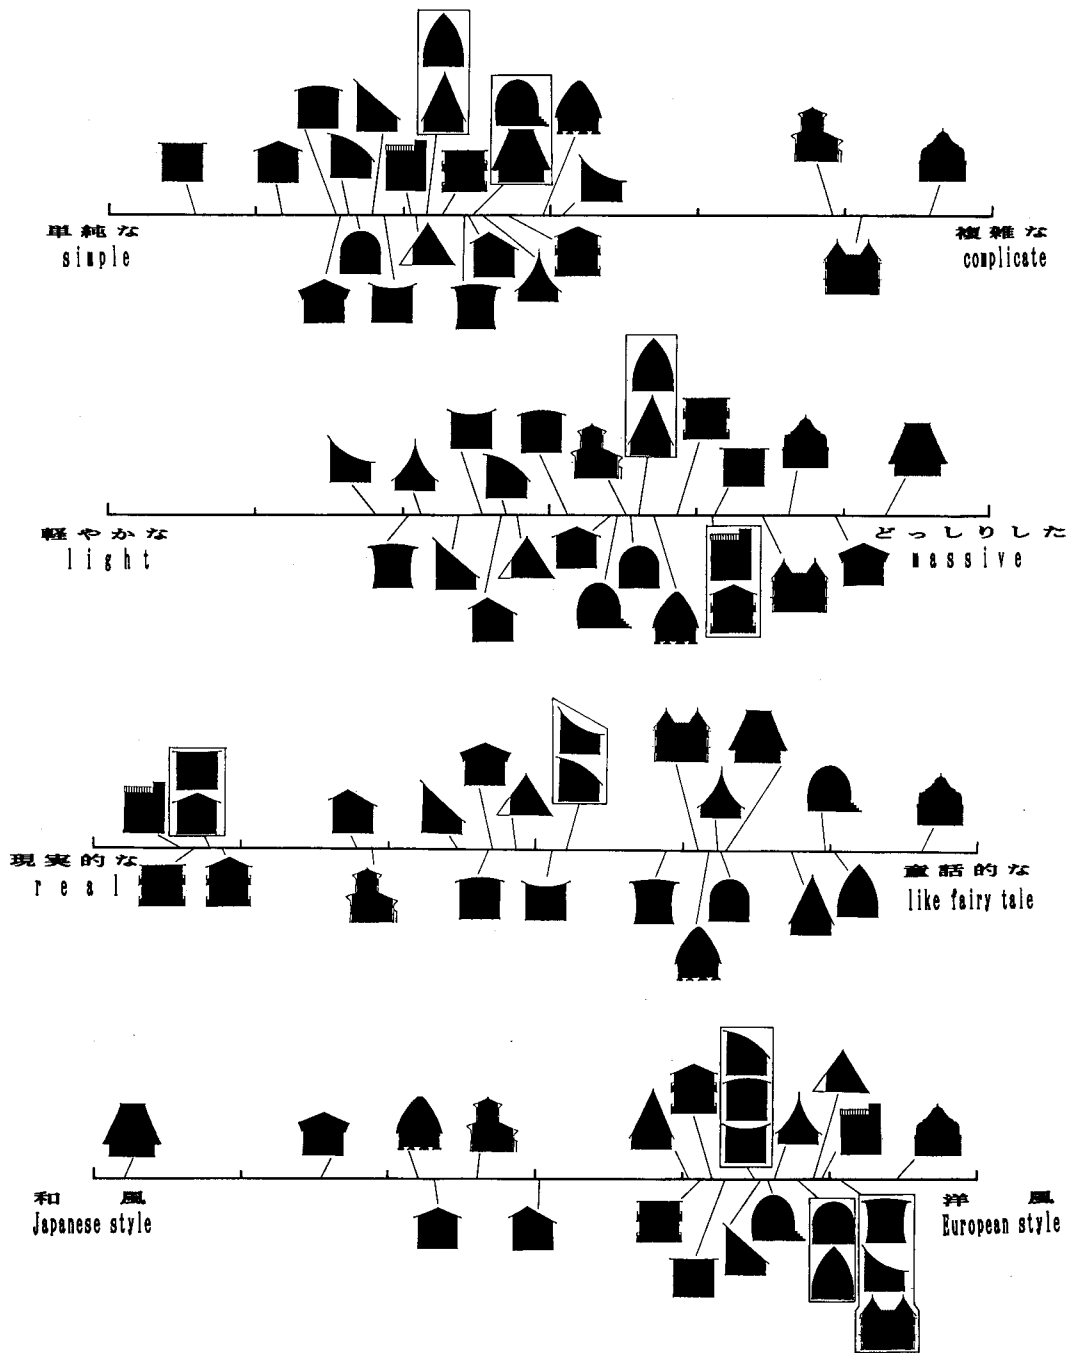 単純な
simple
複雑な
complicate
軽やかな
light
どっしりした
massive
現実的な
real
童話的な
like fairy tale
和風
Japanese style
洋風
European style